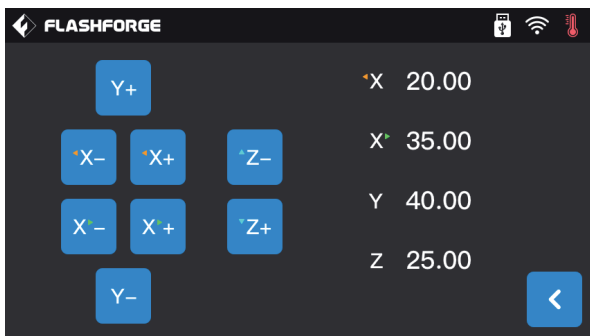 FLASHFORGE
Y+
X- X+ Z-
X- X+ Z+
Y-
X 20.00
X 35.00
Y 40.00
Z 25.00